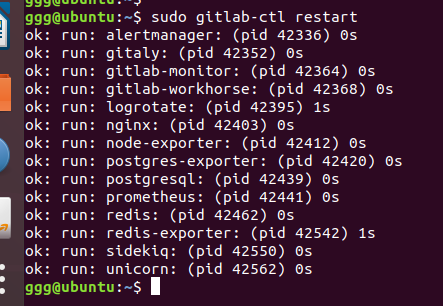 ggg@ubuntu:~$
ggg@ubuntu:~$ sudo gitlab-ctl restart
ok: run: alertmanager: (pid 42336) 0s
ok: run: gitaly: (pid 42352) 0s
ok: run: gitlab-monitor: (pid 42364) 0s
ok: run: gitlab-workhorse: (pid 42368) 0s
ok: run: logrotate: (pid 42395) 1s
ok: run: nginx: (pid 42403) 0s
ok: run: node-exporter: (pid 42412) 0s
ok: run: postgres-exporter: (pid 42420) 0s
ok: run: postgresql: (pid 42439) 0s
ok: run: prometheus: (pid 42441) 0s
ok: run: redis: (pid 42462) 0s
ok: run: redis-exporter: (pid 42542) 1s
ok: run: sidekiq: (pid 42550) 0s
ok: run: unicorn: (pid 42562) 0s
ggg@ubuntu:~$